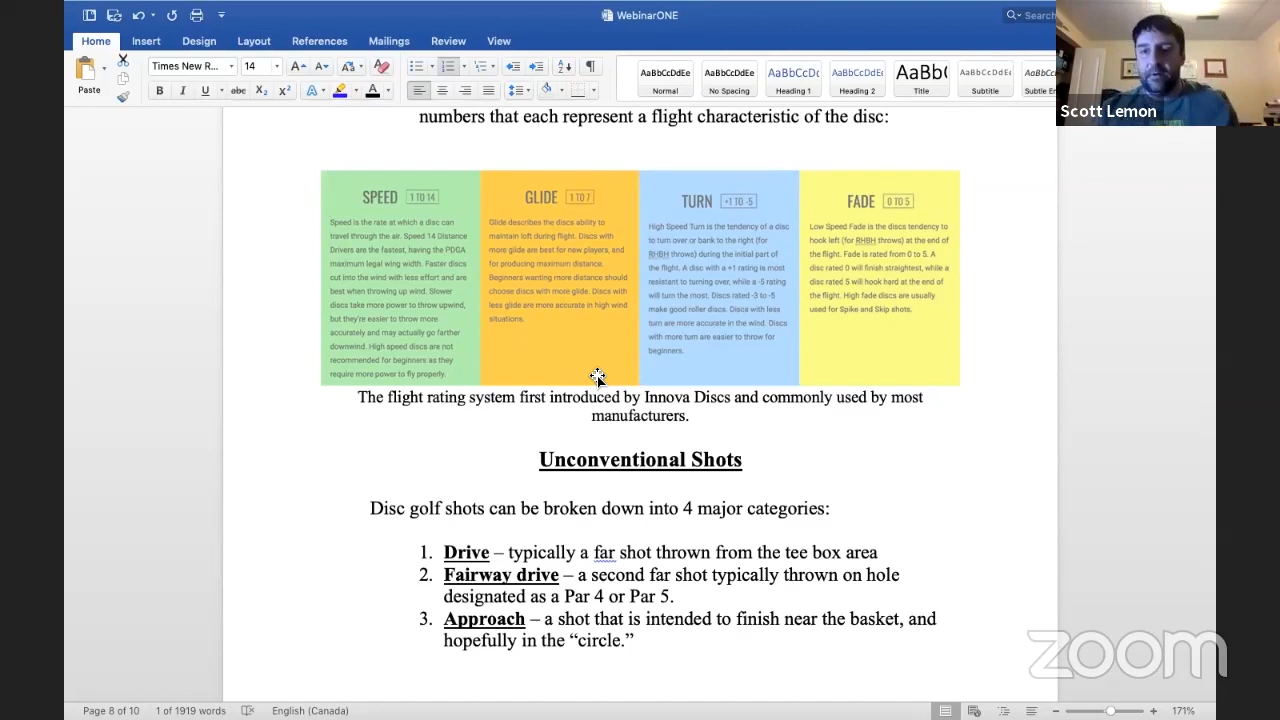 WebinarONE
Search
Home Insert Design Layout References Mailings Review View
Paste
Times New R... 14
AaBbCcDdEe AaBbCcDdEe AaBbCcDc AaBbCcDdEe AaBb( AaBbCcDdEe
Normal No Spacing Heading 1 Heading 2 Title Subtitle Subtle Em
Scott Lemon
numbers that each represent a flight characteristic of the disc:
SPEED 1 TO 14
Speed is the rate at which a disc can
travel through the air. Speed 14 Distance
Drivers are the fastest, having the PDGA
maximum legal wing width. Faster discs
cut into the wind with less effort and are
best when throwing up wind. Slower
discs take more power to throw upwind,
but they're easier to throw more
accurately and may actually go farther
downwind. High speed discs are not
recommended for beginners as they
require more power to fly properly.
GLIDE 1 TO 7
Glide describes the discs ability to
maintain loft during flight. Discs with
more glide are best for new players, and
for producing maximum distance.
Beginners wanting more distance should
choose discs with more glide. Discs with
less glide are more accurate in high wind
situations.
TURN +1 TO -5
High Speed Turn is the tendency of a disc
to turn over or bank to the right (for
RHBH throws) during the initial part of
the flight. A disc with a +1 rating is most
resistant to turning over, while a -5 rating
will turn the most. Discs rated -3 to -5
make good roller discs. Discs with less
turn are more accurate in the wind. Discs
with more turn are easier to throw for
beginners.
FADE 0 TO 5
Low Speed Fade is the discs tendency to
hook left (for RHBH throws) at the end of
the flight. Fade is rated from 0 to 5. A
disc rated 0 will finish straightest, while a
disc rated 5 will hook hard at the end of
the flight. High fade discs are usually
used for Spike and Skip shots.
The flight rating system first introduced by Innova Discs and commonly used by most
manufacturers.
Unconventional Shots
Disc golf shots can be broken down into 4 major categories:
1. Drive – typically a far shot thrown from the tee box area
2. Fairway drive – a second far shot typically thrown on hole
designated as a Par 4 or Par 5.
3. Approach – a shot that is intended to finish near the basket, and
hopefully in the “circle.”
zoom
Page 8 of 10 1 of 1919 words English (Canada) 171%